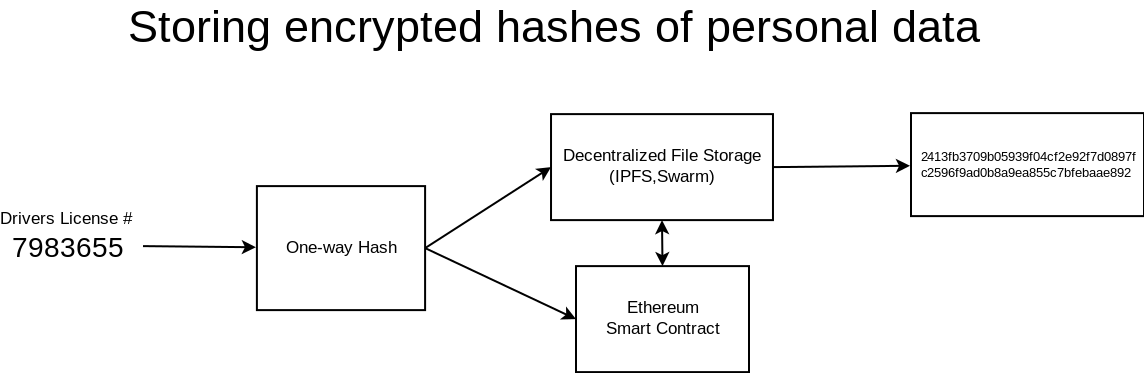 Storing encrypted hashes of personal data
Drivers License #
7983655
One-way Hash
Decentralized File Storage
(IPFS,Swarm)
Ethereum
Smart Contract
2413fb3709b05939f04cf2e92f7d0897f
c2596f9ad0b8a9ea855c7bfebaae892